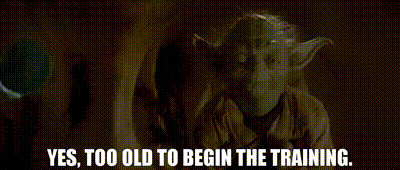 YES, TOO OLD TO BEGIN THE TRAINING.